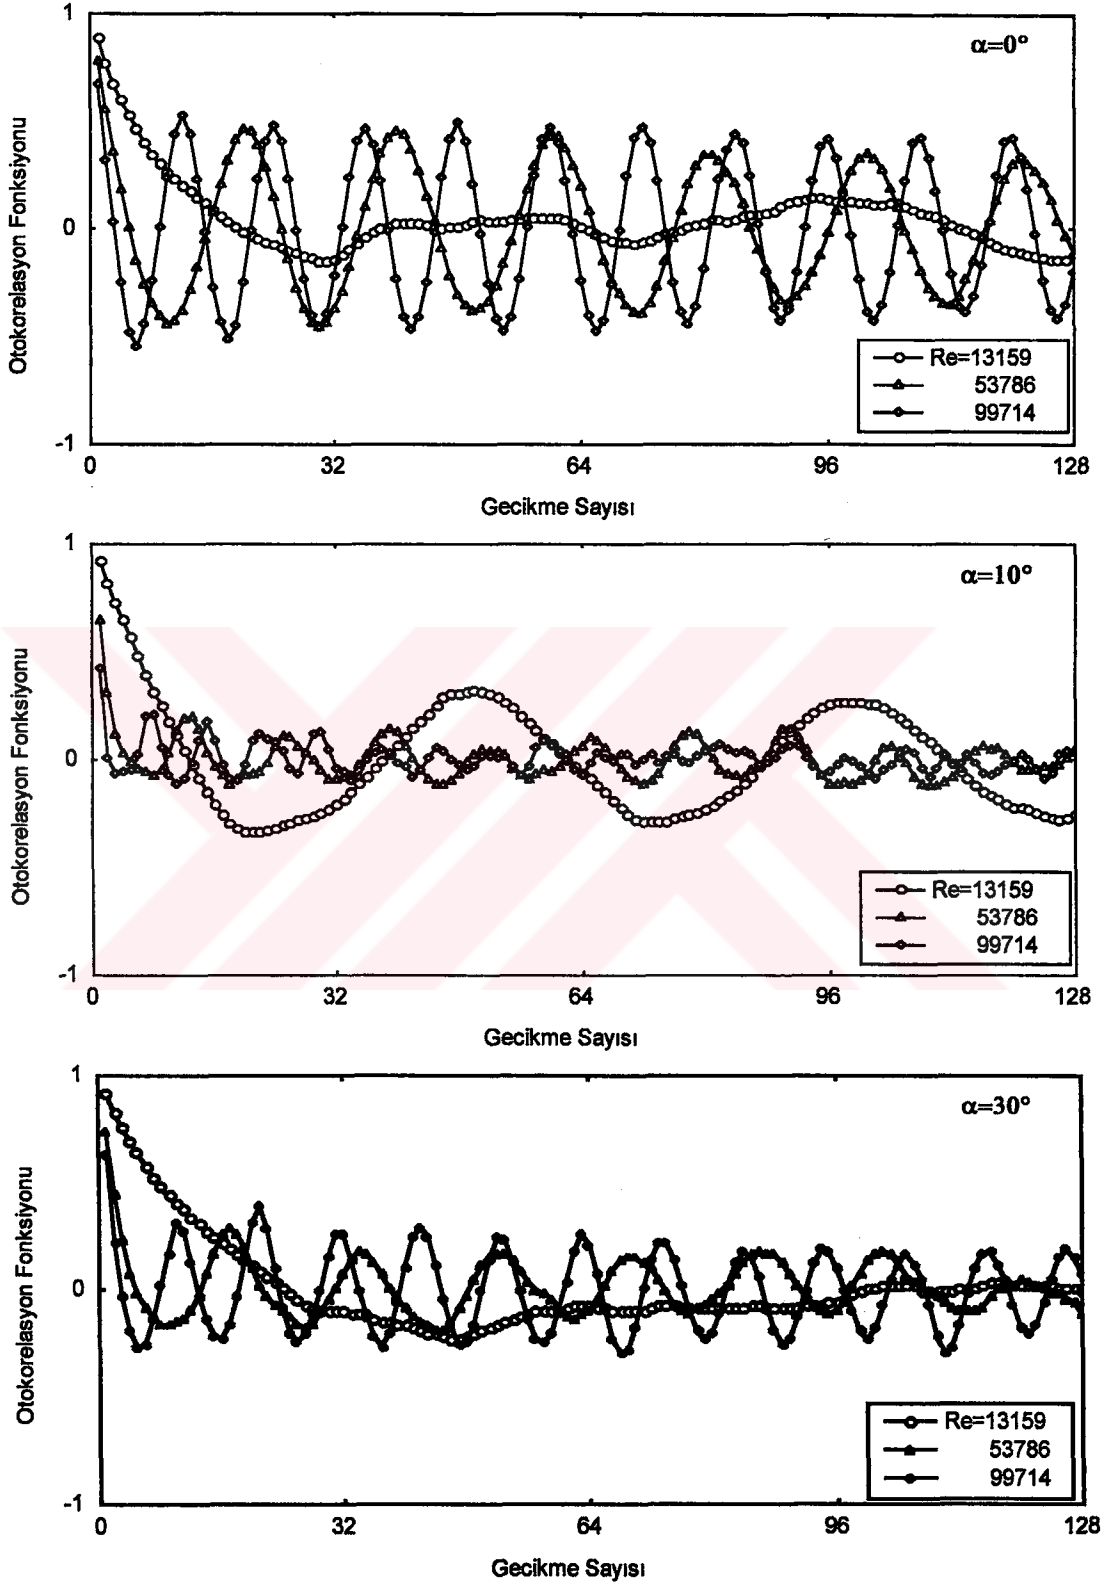 1
α=0°
Otokorelasyon Fonksiyonu
0
Re=13159
53786
99714
-1
0 32 64 96 128
Gecikme Sayısı
1
α=10°
Otokorelasyon Fonksiyonu
0
Re=13159
53786
99714
-1
0 32 64 96 128
Gecikme Sayısı
1
α=30°
Otokorelasyon Fonksiyonu
0
Re=13159
53786
99714
-1
0 32 64 96 128
Gecikme Sayısı